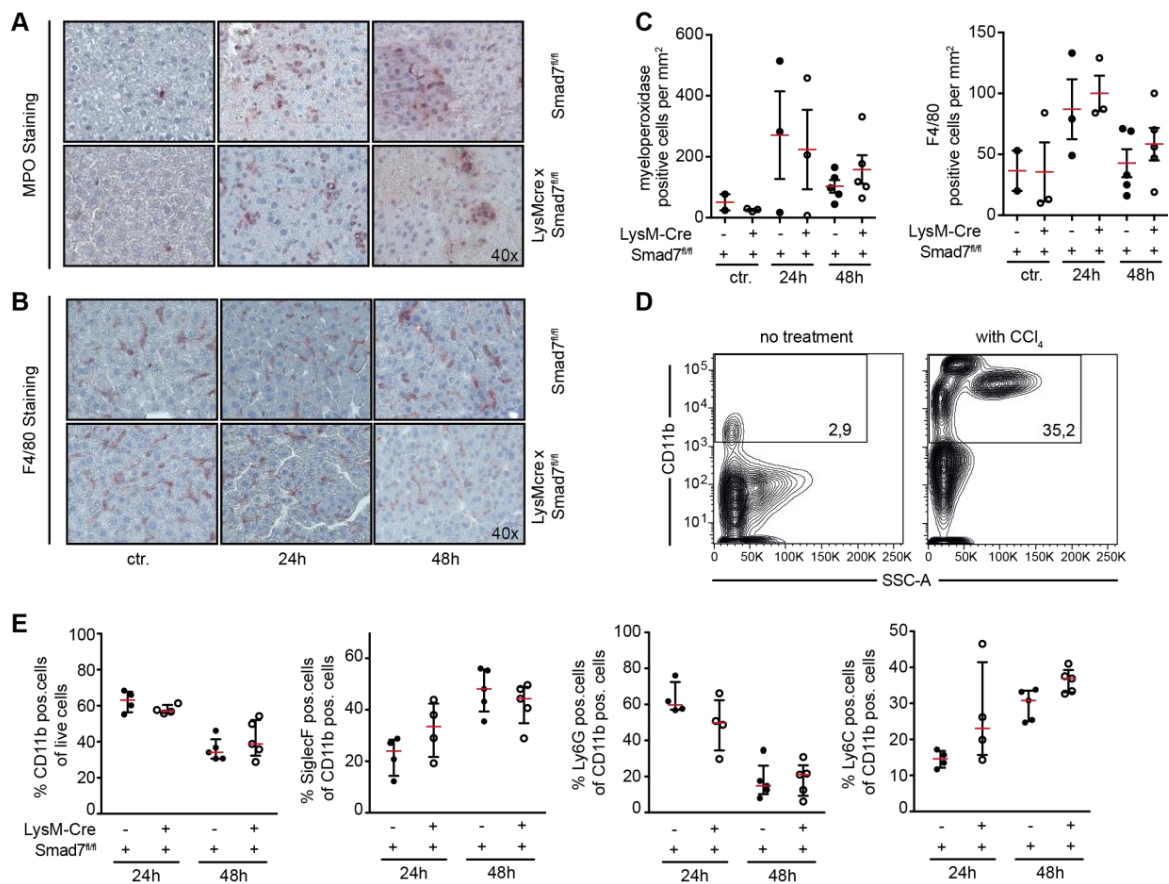 A
MPO Staining
Smad7fl/fl
LysMcre x
Smad7fl/fl
40x
B
F4/80 Staining
Smad7fl/fl
LysMcre x
Smad7fl/fl
40x
ctr.
24h
48h
C
myeloperoxidase
positive cells per mm²
600
400
200
0
LysM-Cre - + - + - +
Smad7fl/fl + + + + + +
ctr. 24h 48h
F4/80
positive cells per mm²
150
100
50
0
- + - + - +
+ + + + + +
ctr. 24h 48h
D
no treatment
with CCl₄
CD11b
10⁵
10⁴
10³
10²
10¹
2,9
35,2
0 50K 100K 150K 200K 250K
0 50K 100K 150K 200K 250K
SSC-A
E
% CD11b pos.cells
of live cells
100
80
60
40
20
0
LysM-Cre - + - +
Smad7fl/fl + + + +
24h 48h
% SiglecF pos.cells
of CD11b pos. cells
60
40
20
0
- + - +
+ + + +
24h 48h
% Ly6G pos.cells
of CD11b pos. cells
100
80
60
40
20
0
- + - +
+ + + +
24h 48h
% Ly6C pos.cells
of CD11b pos. cells
50
40
30
20
10
0
- + - +
+ + + +
24h 48h